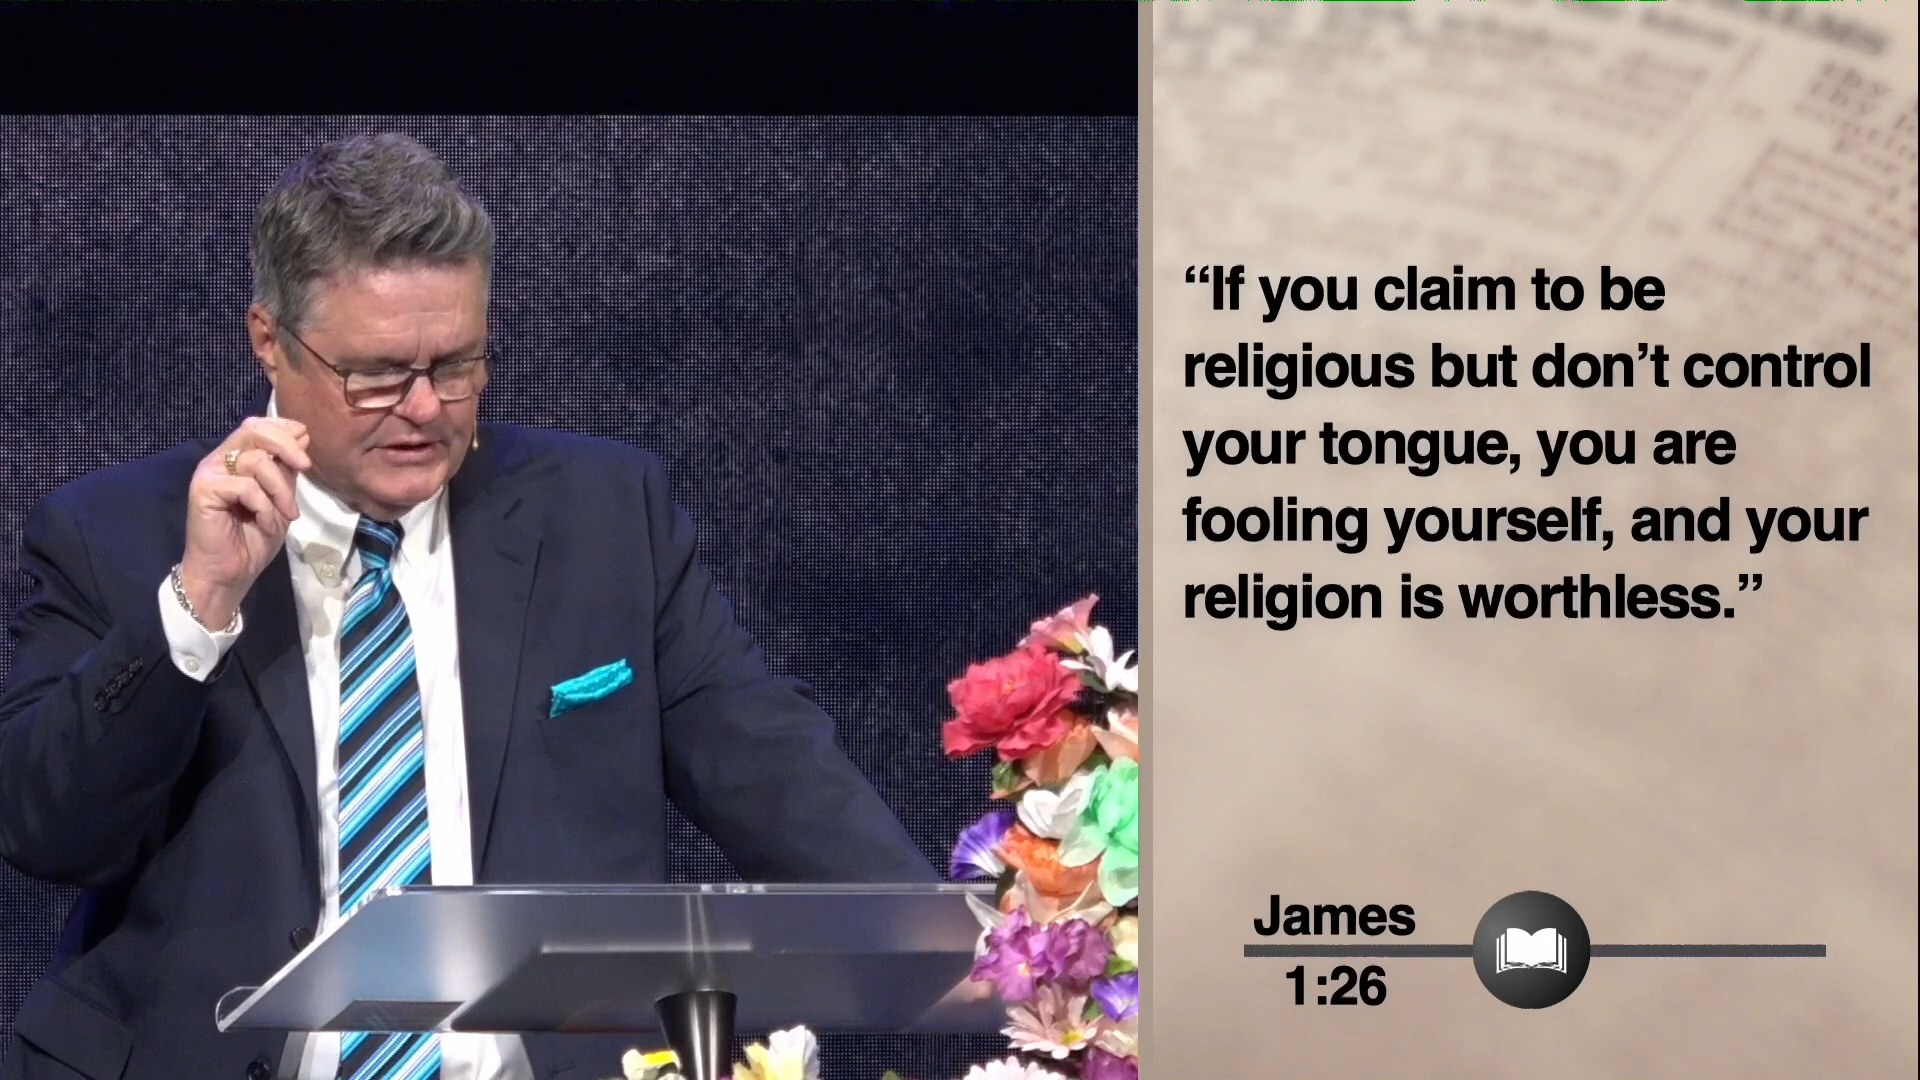 “If you claim to be
religious but don’t control
your tongue, you are
fooling yourself, and your
religion is worthless.”
James
1:26